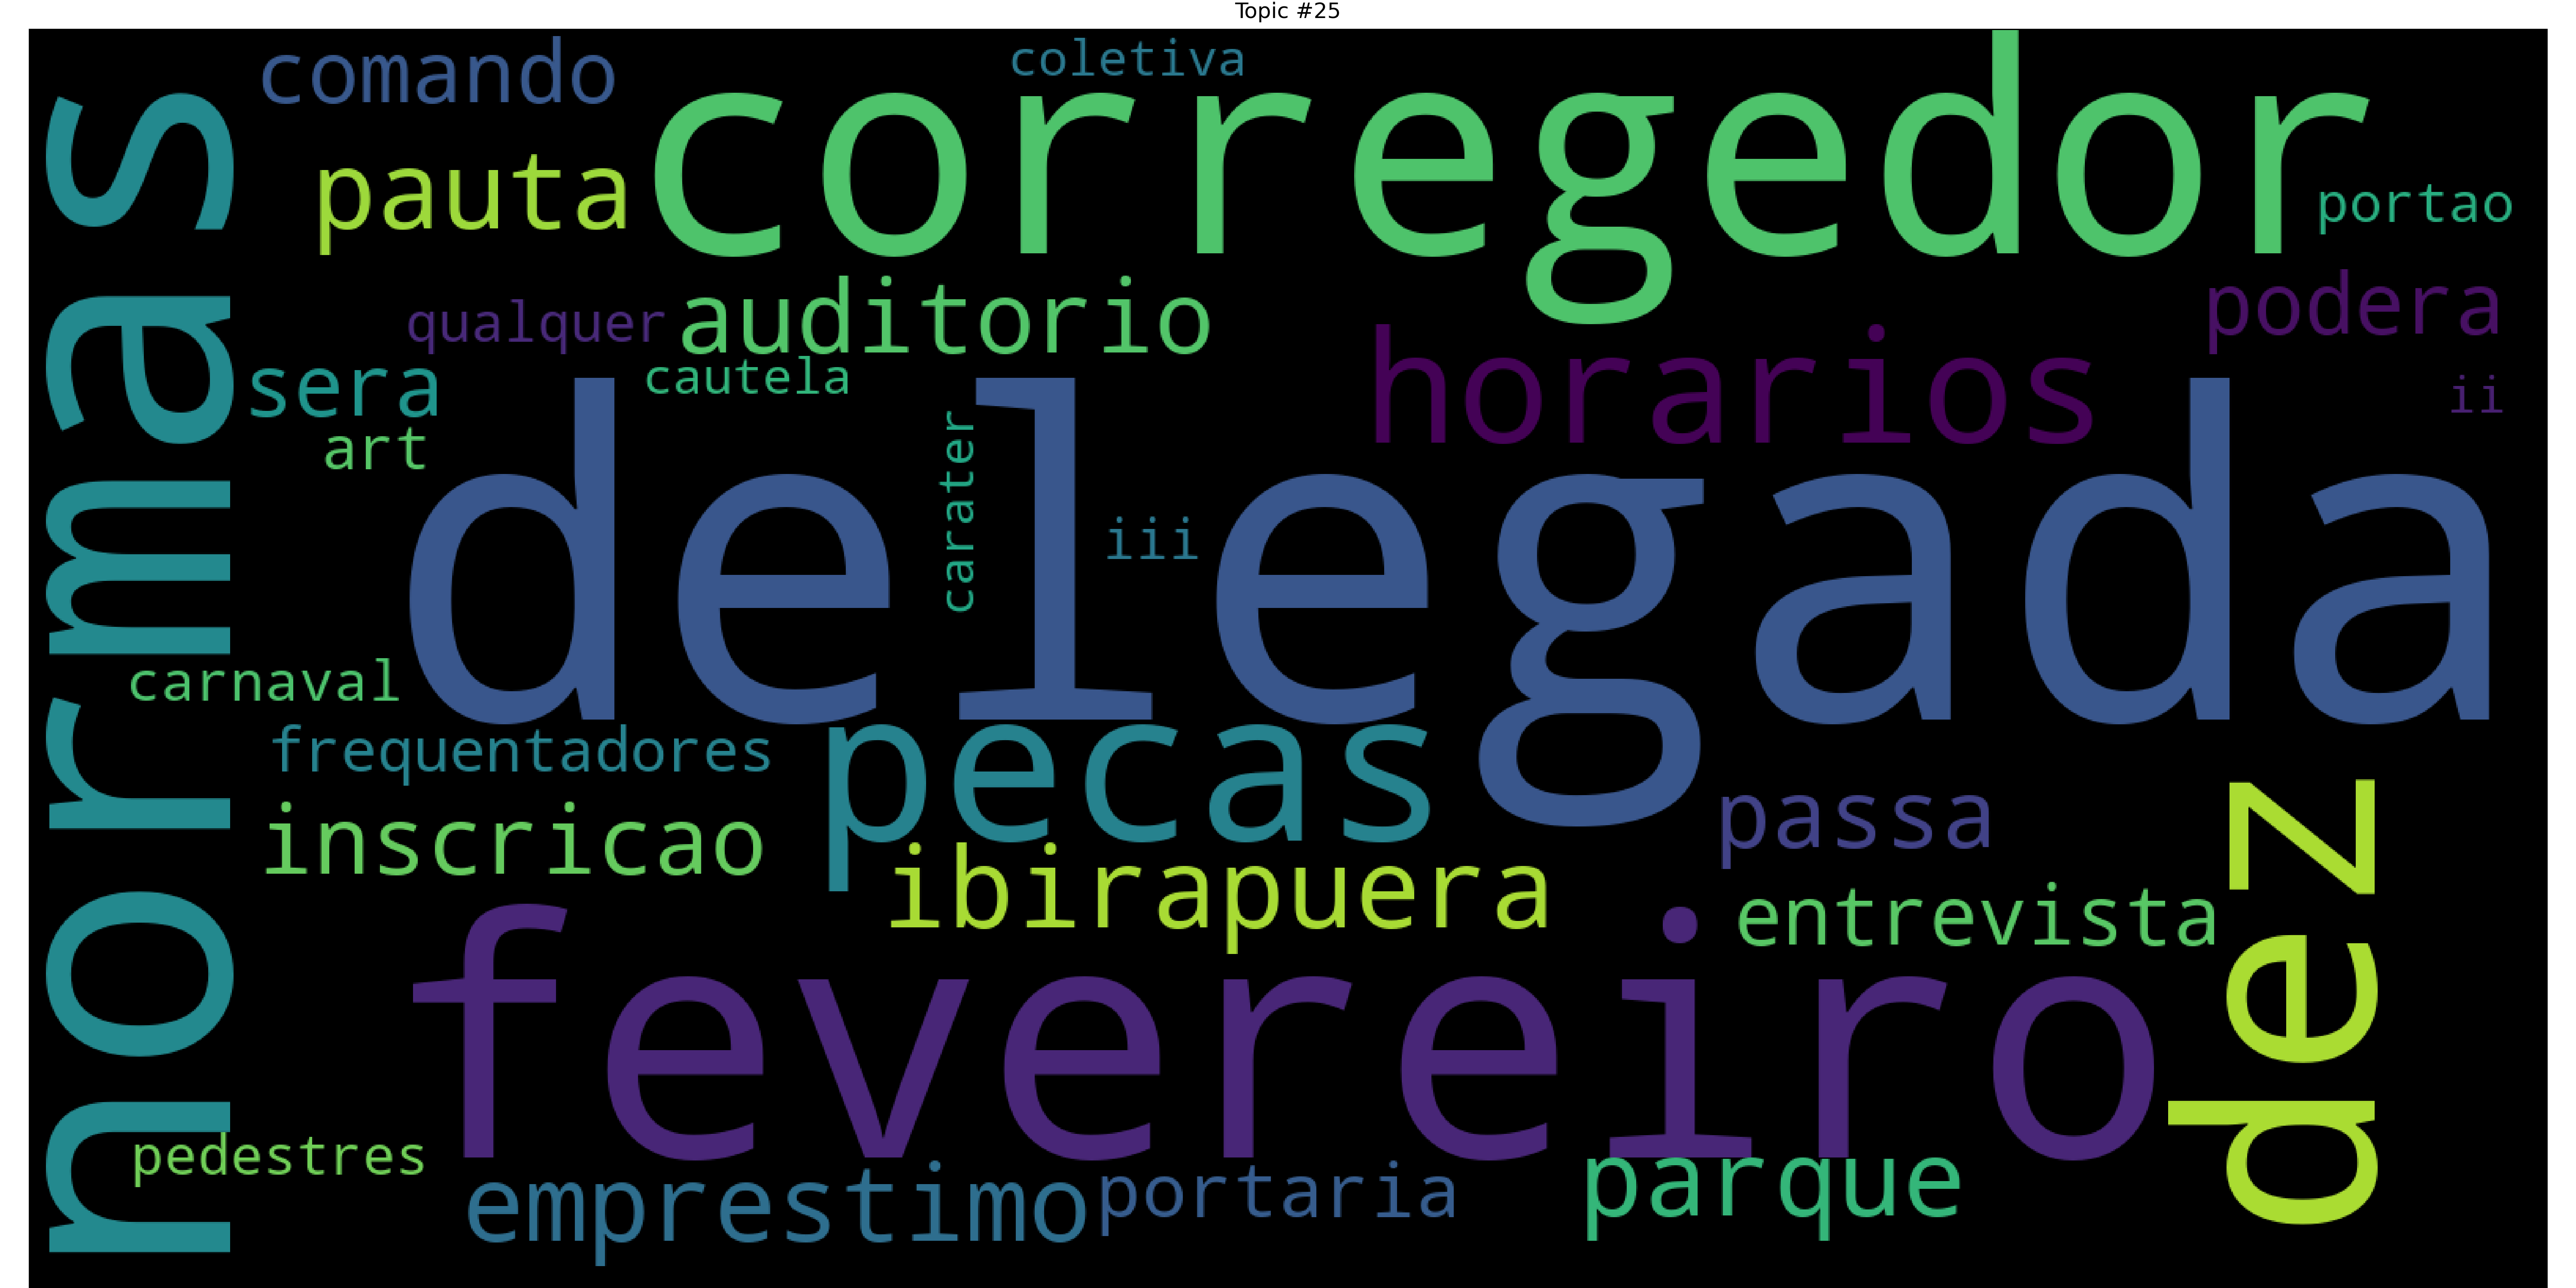 Topic #25
comando
coletiva
corregedor
pauta
portao
normas
qualquer
auditorio
podera
horarios
sera
cautela
ii
art
delegada
carater
iii
carnaval
frequentadores
pecas
passa
inscricao
ibirapuera
entrevista
dez
fevereiro
pedestres
emprestimo
portaria
parque